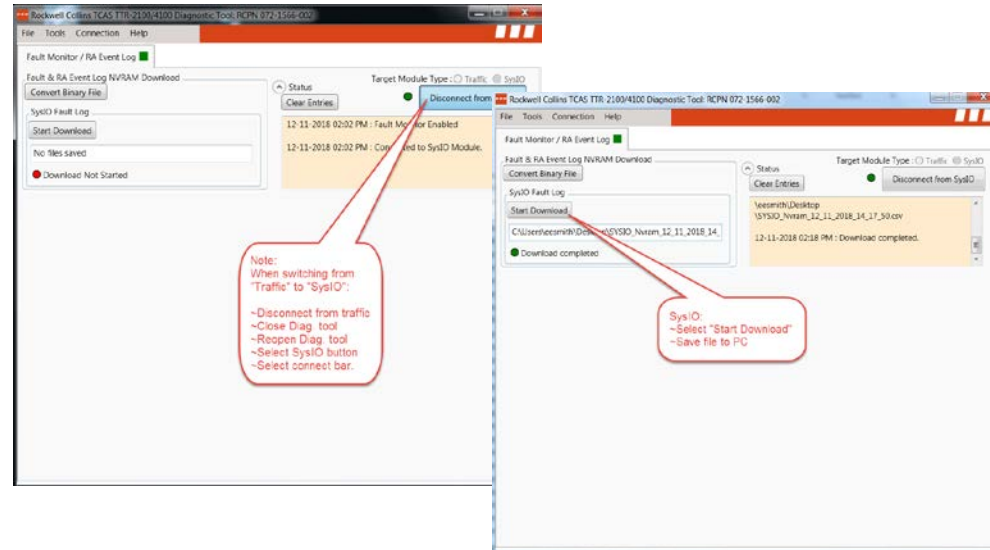 Rockwell Collins TCAS TTR-2100/4100 Diagnostic Tool: RCPN 072-1566-002
File Tools Connection Help
Fault Monitor / RA Event Log
Fault & RA Event Log NVRAM Download
Convert Binary File
SysIO Fault Log
Start Download
No files saved
Download Not Started
Status
Target Module Type : Traffic SysIO
Clear Entries
Disconnect from
12-11-2018 02:02 PM : Fault Monitor Enabled
12-11-2018 02:02 PM : Connected to SysIO Module.
Note:
When switching from
"Traffic" to "SysIO":
~Disconnect from traffic
~Close Diag. tool
~Reopen Diag. tool
~Select SysIO button
~Select connect bar.
Rockwell Collins TCAS TTR-2100/4100 Diagnostic Tool: RCPN 072-1566-002
File Tools Connection Help
Fault Monitor / RA Event Log
Fault & RA Event Log NVRAM Download
Convert Binary File
SysIO Fault Log
Start Download
C:\Users\eesmith\Desktop\SYSIO_Nvram_12_11_2018_14_
Download completed
Status
Target Module Type : Traffic SysIO
Clear Entries
Disconnect from SysIO
\eesmith\Desktop
\SYSIO_Nvram_12_11_2018_14_17_50.csv
12-11-2018 02:18 PM : Download completed.
SysIO:
~Select "Start Download"
~Save file to PC